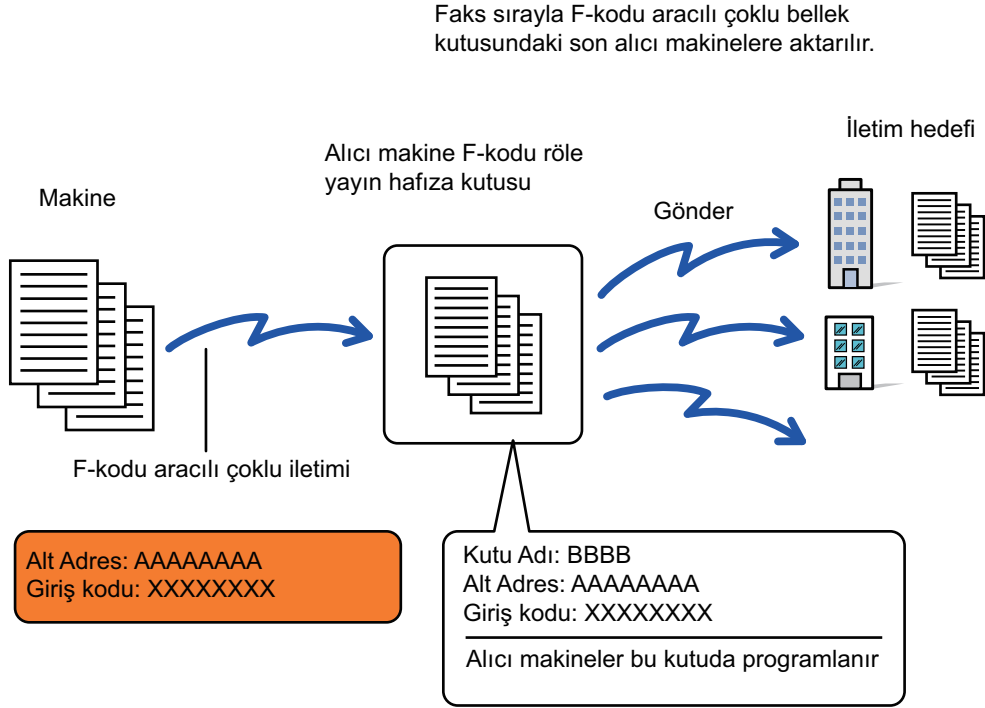 Faks sırayla F-kodu aracılı çoklu bellek
kutusundaki son alıcı makinelere aktarılır.
İletim hedefi
Alıcı makine F-kodu röle
yayın hafıza kutusu
Makine
Gönder
F-kodu aracılı çoklu iletimi
Alt Adres: AAAAAAAA
Giriş kodu: XXXXXXXX
Kutu Adı: BBBB
Alt Adres: AAAAAAAA
Giriş kodu: XXXXXXXX
Alıcı makineler bu kutuda programlanır